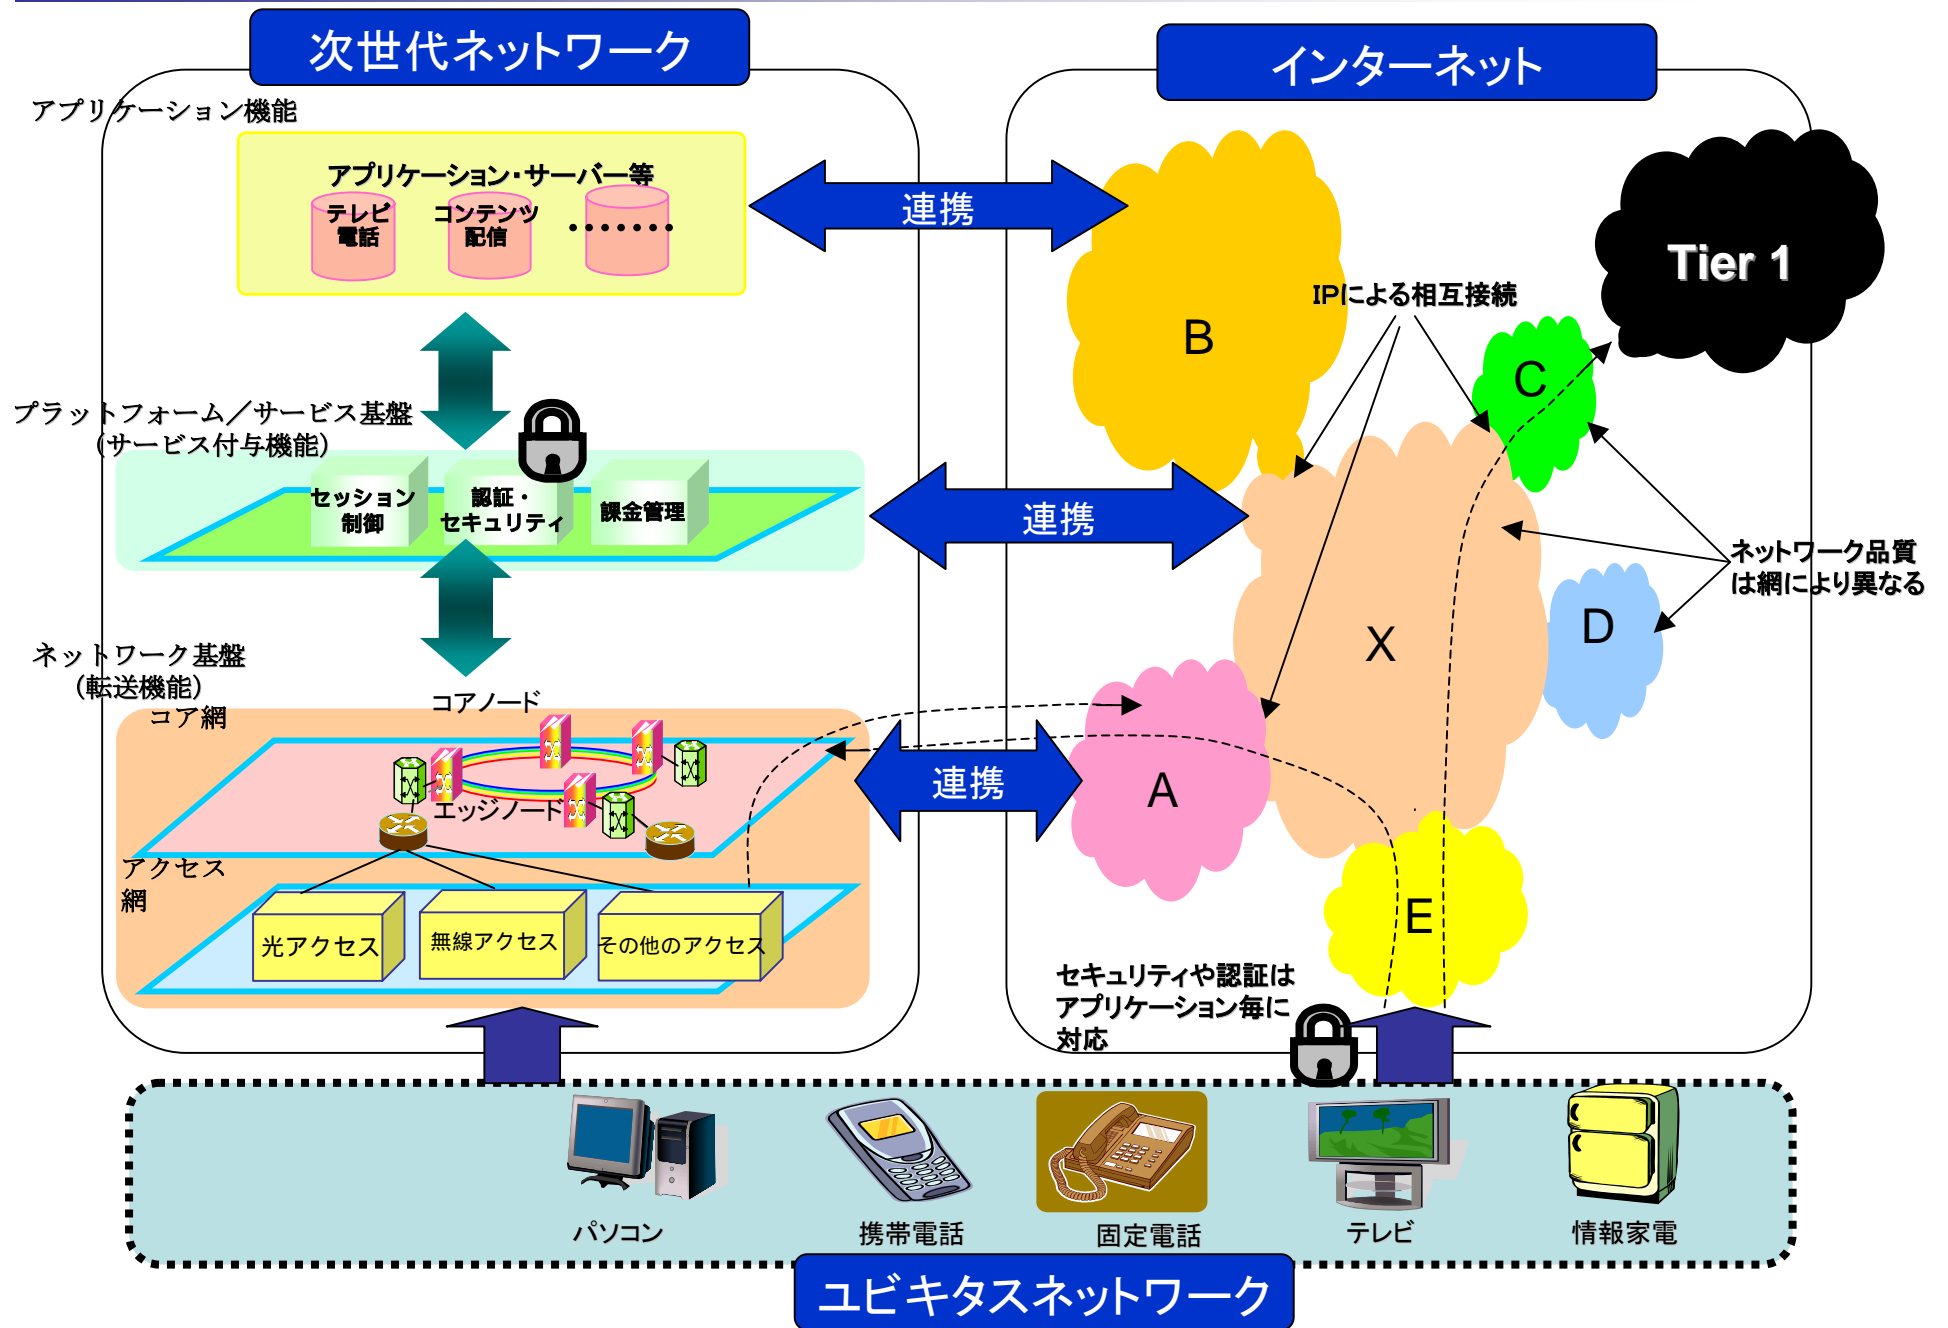 次世代ネットワーク
インターネット
アプリケーション機能
アプリケーション・サーバー等
テレビ
電話
コンテンツ
配信
・・・・・・・
連携
Tier 1
IPによる相互接続
B
C
プラットフォーム／サービス基盤
（サービス付与機能）
セッション
制御
認証・
セキュリティ
課金管理
連携
ネットワーク品質
は網により異なる
D
X
ネットワーク基盤
（転送機能）
コア網
コアノード
エッジノード
連携
A
アクセス
網
光アクセス
無線アクセス
その他のアクセス
E
セキュリティや認証は
アプリケーション毎に
対応
パソコン
携帯電話
固定電話
テレビ
情報家電
ユビキタスネットワーク